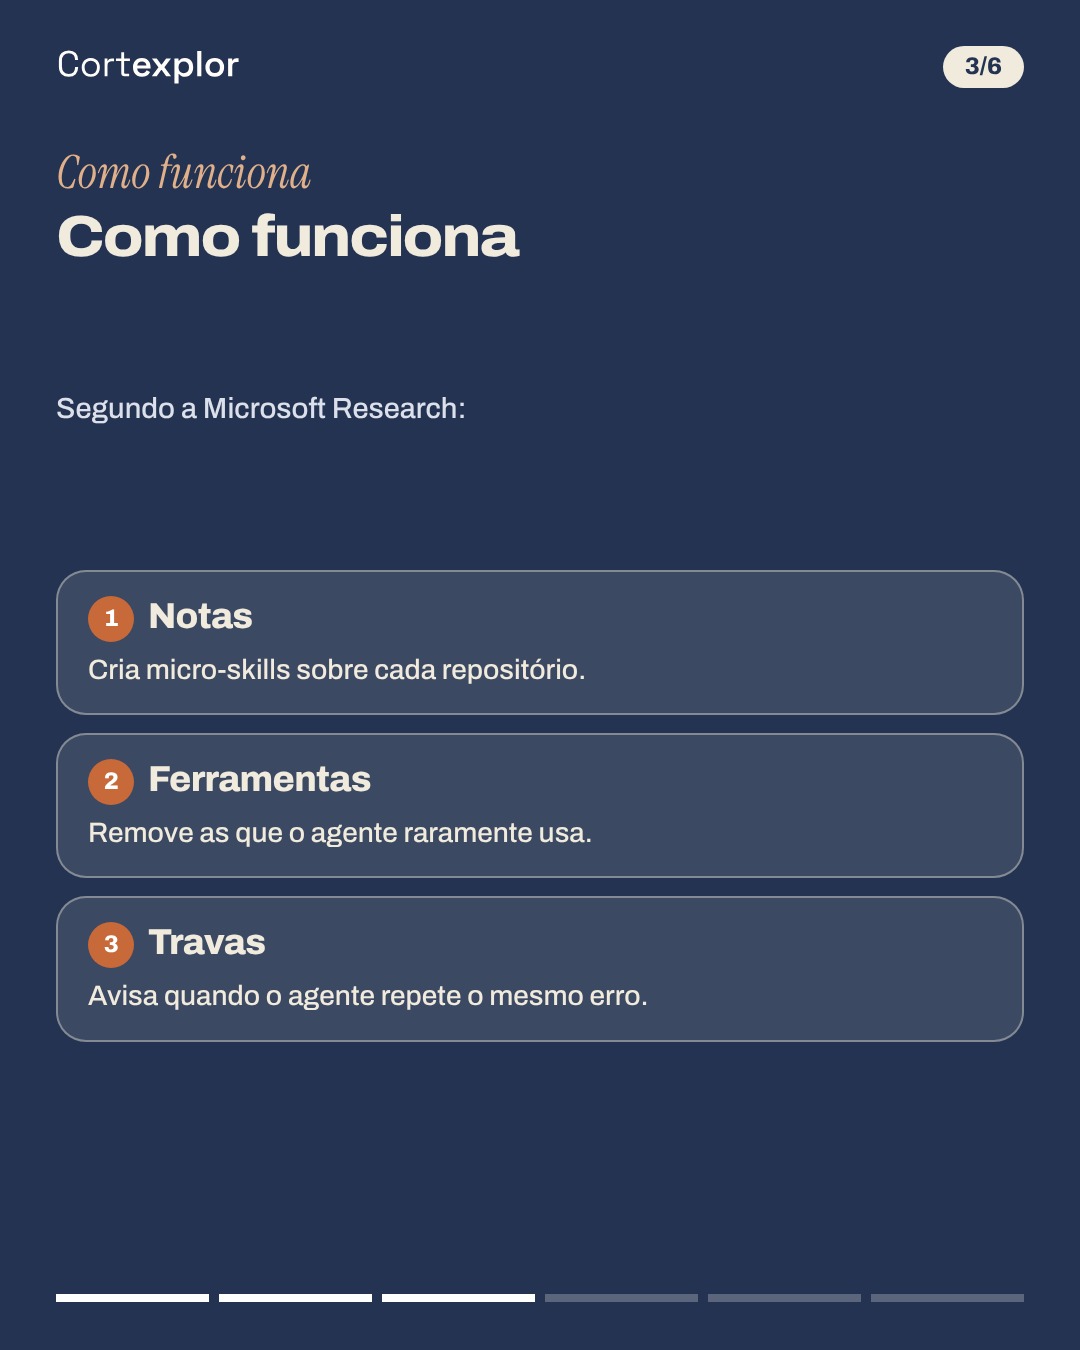 Cortexplor
3/6
Como funciona
Como funciona
Segundo a Microsoft Research:
1 Notas
Cria micro-skills sobre cada repositório.
2 Ferramentas
Remove as que o agente raramente usa.
3 Travas
Avisa quando o agente repete o mesmo erro.